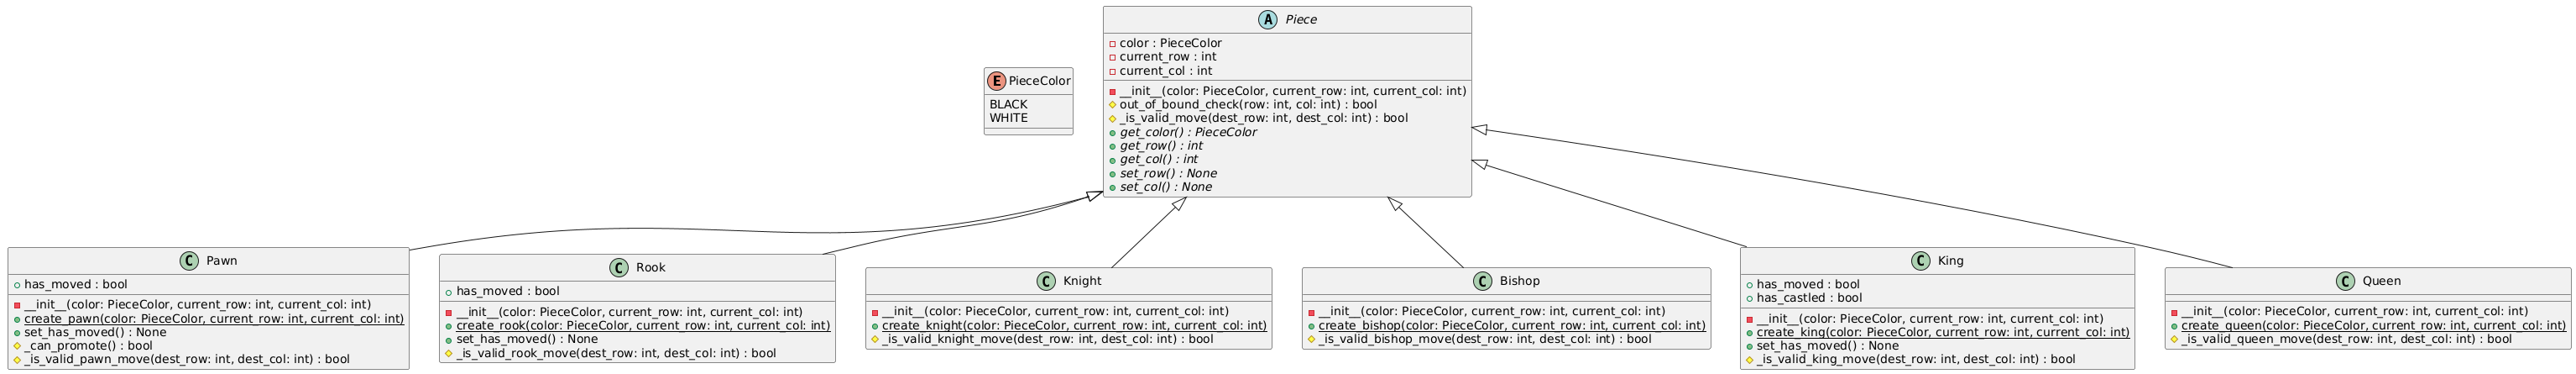 A Piece
color : PieceColor
current_row : int
current_col : int
__init__(color: PieceColor, current_row: int, current_col: int)
out_of_bound_check(row: int, col: int) : bool
_is_valid_move(dest_row: int, dest_col: int) : bool
get_color() : PieceColor
get_row() : int
get_col() : int
set_row() : None
set_col() : None
E PieceColor
BLACK
WHITE
C Pawn
has_moved : bool
__init__(color: PieceColor, current_row: int, current_col: int)
create_pawn(color: PieceColor, current_row: int, current_col: int)
set_has_moved() : None
_can_promote() : bool
_is_valid_pawn_move(dest_row: int, dest_col: int) : bool
C Rook
has_moved : bool
__init__(color: PieceColor, current_row: int, current_col: int)
create_rook(color: PieceColor, current_row: int, current_col: int)
set_has_moved() : None
_is_valid_rook_move(dest_row: int, dest_col: int) : bool
C Knight
__init__(color: PieceColor, current_row: int, current_col: int)
create_knight(color: PieceColor, current_row: int, current_col: int)
_is_valid_knight_move(dest_row: int, dest_col: int) : bool
C Bishop
__init__(color: PieceColor, current_row: int, current_col: int)
create_bishop(color: PieceColor, current_row: int, current_col: int)
_is_valid_bishop_move(dest_row: int, dest_col: int) : bool
C King
has_moved : bool
has_castled : bool
__init__(color: PieceColor, current_row: int, current_col: int)
create_king(color: PieceColor, current_row: int, current_col: int)
set_has_moved() : None
_is_valid_king_move(dest_row: int, dest_col: int) : bool
C Queen
__init__(color: PieceColor, current_row: int, current_col: int)
create_queen(color: PieceColor, current_row: int, current_col: int)
_is_valid_queen_move(dest_row: int, dest_col: int) : bool